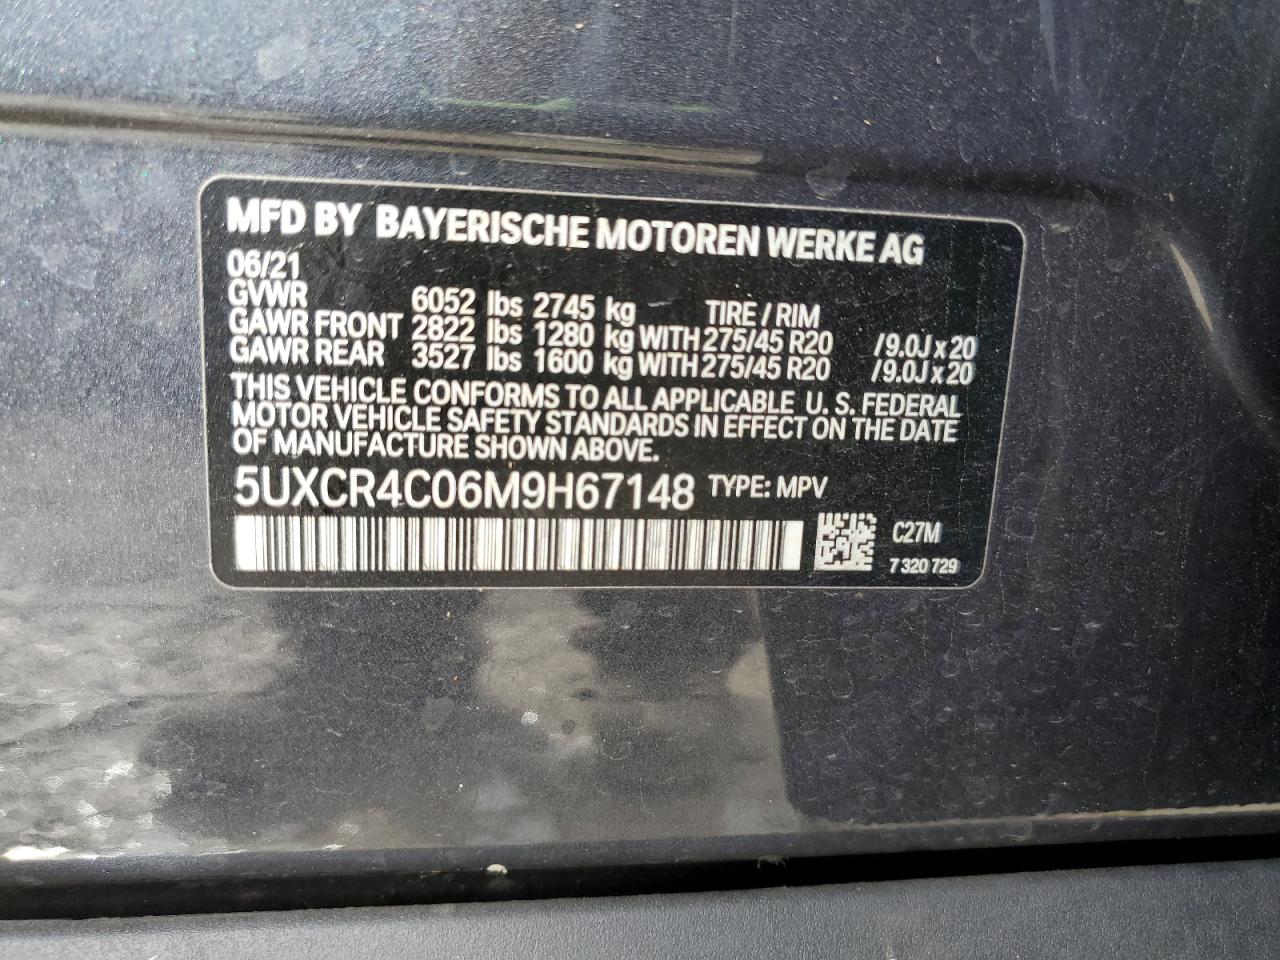 MFD BY BAYERISCHE MOTOREN WERKE AG
06/21
GVWR 6052 lbs 2745 kg TIRE / RIM
GAWR FRONT 2822 lbs 1280 kg WITH 275/45 R20 /9.0J x 20
GAWR REAR 3527 lbs 1600 kg WITH 275/45 R20 /9.0J x 20
THIS VEHICLE CONFORMS TO ALL APPLICABLE U. S. FEDERAL
MOTOR VEHICLE SAFETY STANDARDS IN EFFECT ON THE DATE
OF MANUFACTURE SHOWN ABOVE.
5UXCR4C06M9H67148 TYPE: MPV
C27M
7 320 729